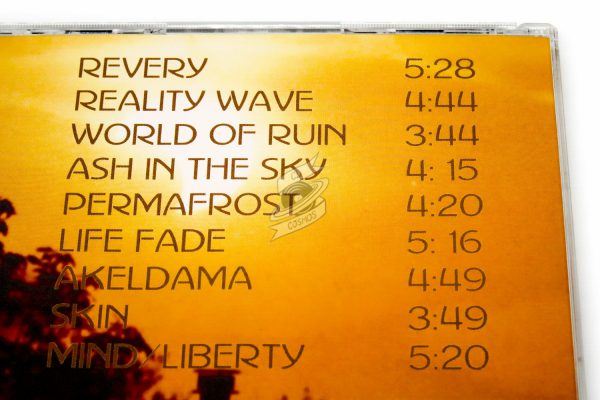 REVERY 5:28
REALITY WAVE 4:44
WORLD OF RUIN 3:44
ASH IN THE SKY 4: 15
PERMAFROST 4:20
LIFE FADE 5: 16
AKELDAMA 4:49
SKIN 3:49
MIND/LIBERTY 5:20
COSMOS